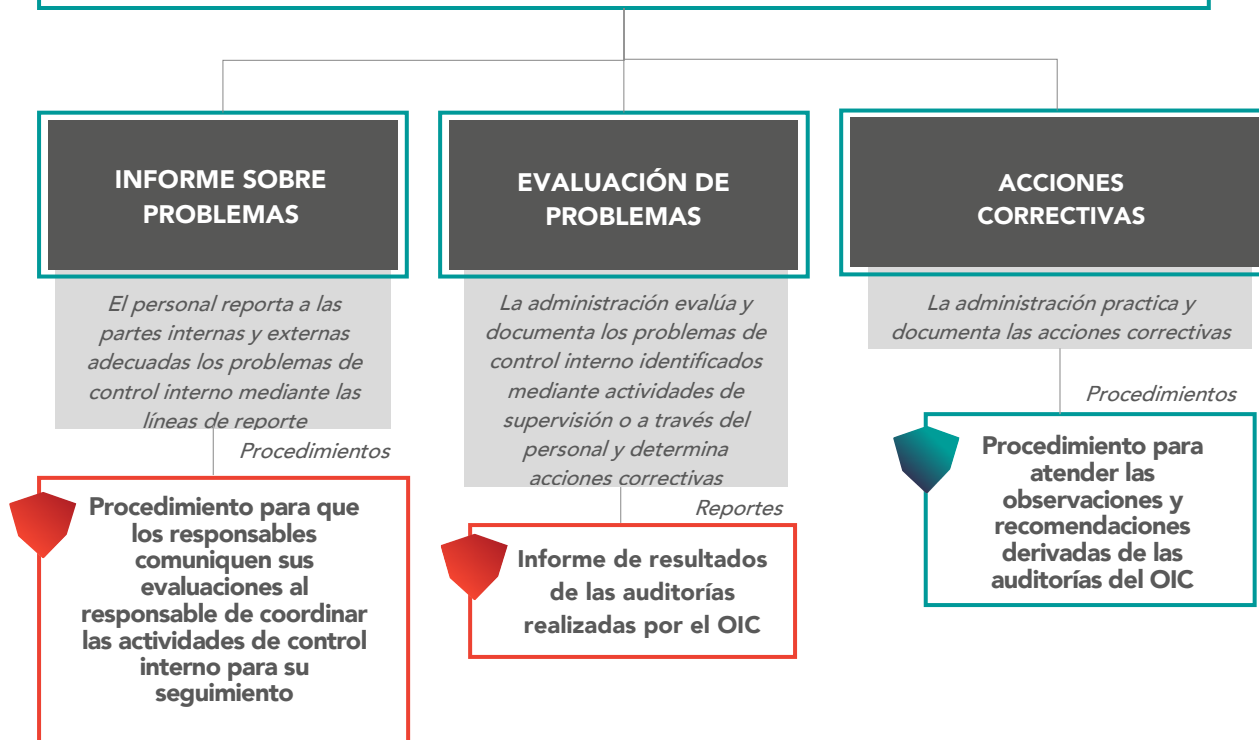 INFORME SOBRE
PROBLEMAS
El personal reporta a las
partes internas y externas
adecuadas los problemas de
control interno mediante las
líneas de reporte
Procedimientos
Procedimiento para que
los responsables
comuniquen sus
evaluaciones al
responsable de coordinar
las actividades de control
interno para su
seguimiento
EVALUACIÓN DE
PROBLEMAS
La administración evalúa y
documenta los problemas de
control interno identificados
mediante actividades de
supervisión o a través del
personal y determina
acciones correctivas
Reportes
Informe de resultados
de las auditorías
realizadas por el OIC
ACCIONES
CORRECTIVAS
La administración practica y
documenta las acciones correctivas
Procedimientos
Procedimiento para
atender las
observaciones y
recomendaciones
derivadas de las
auditorías del OIC